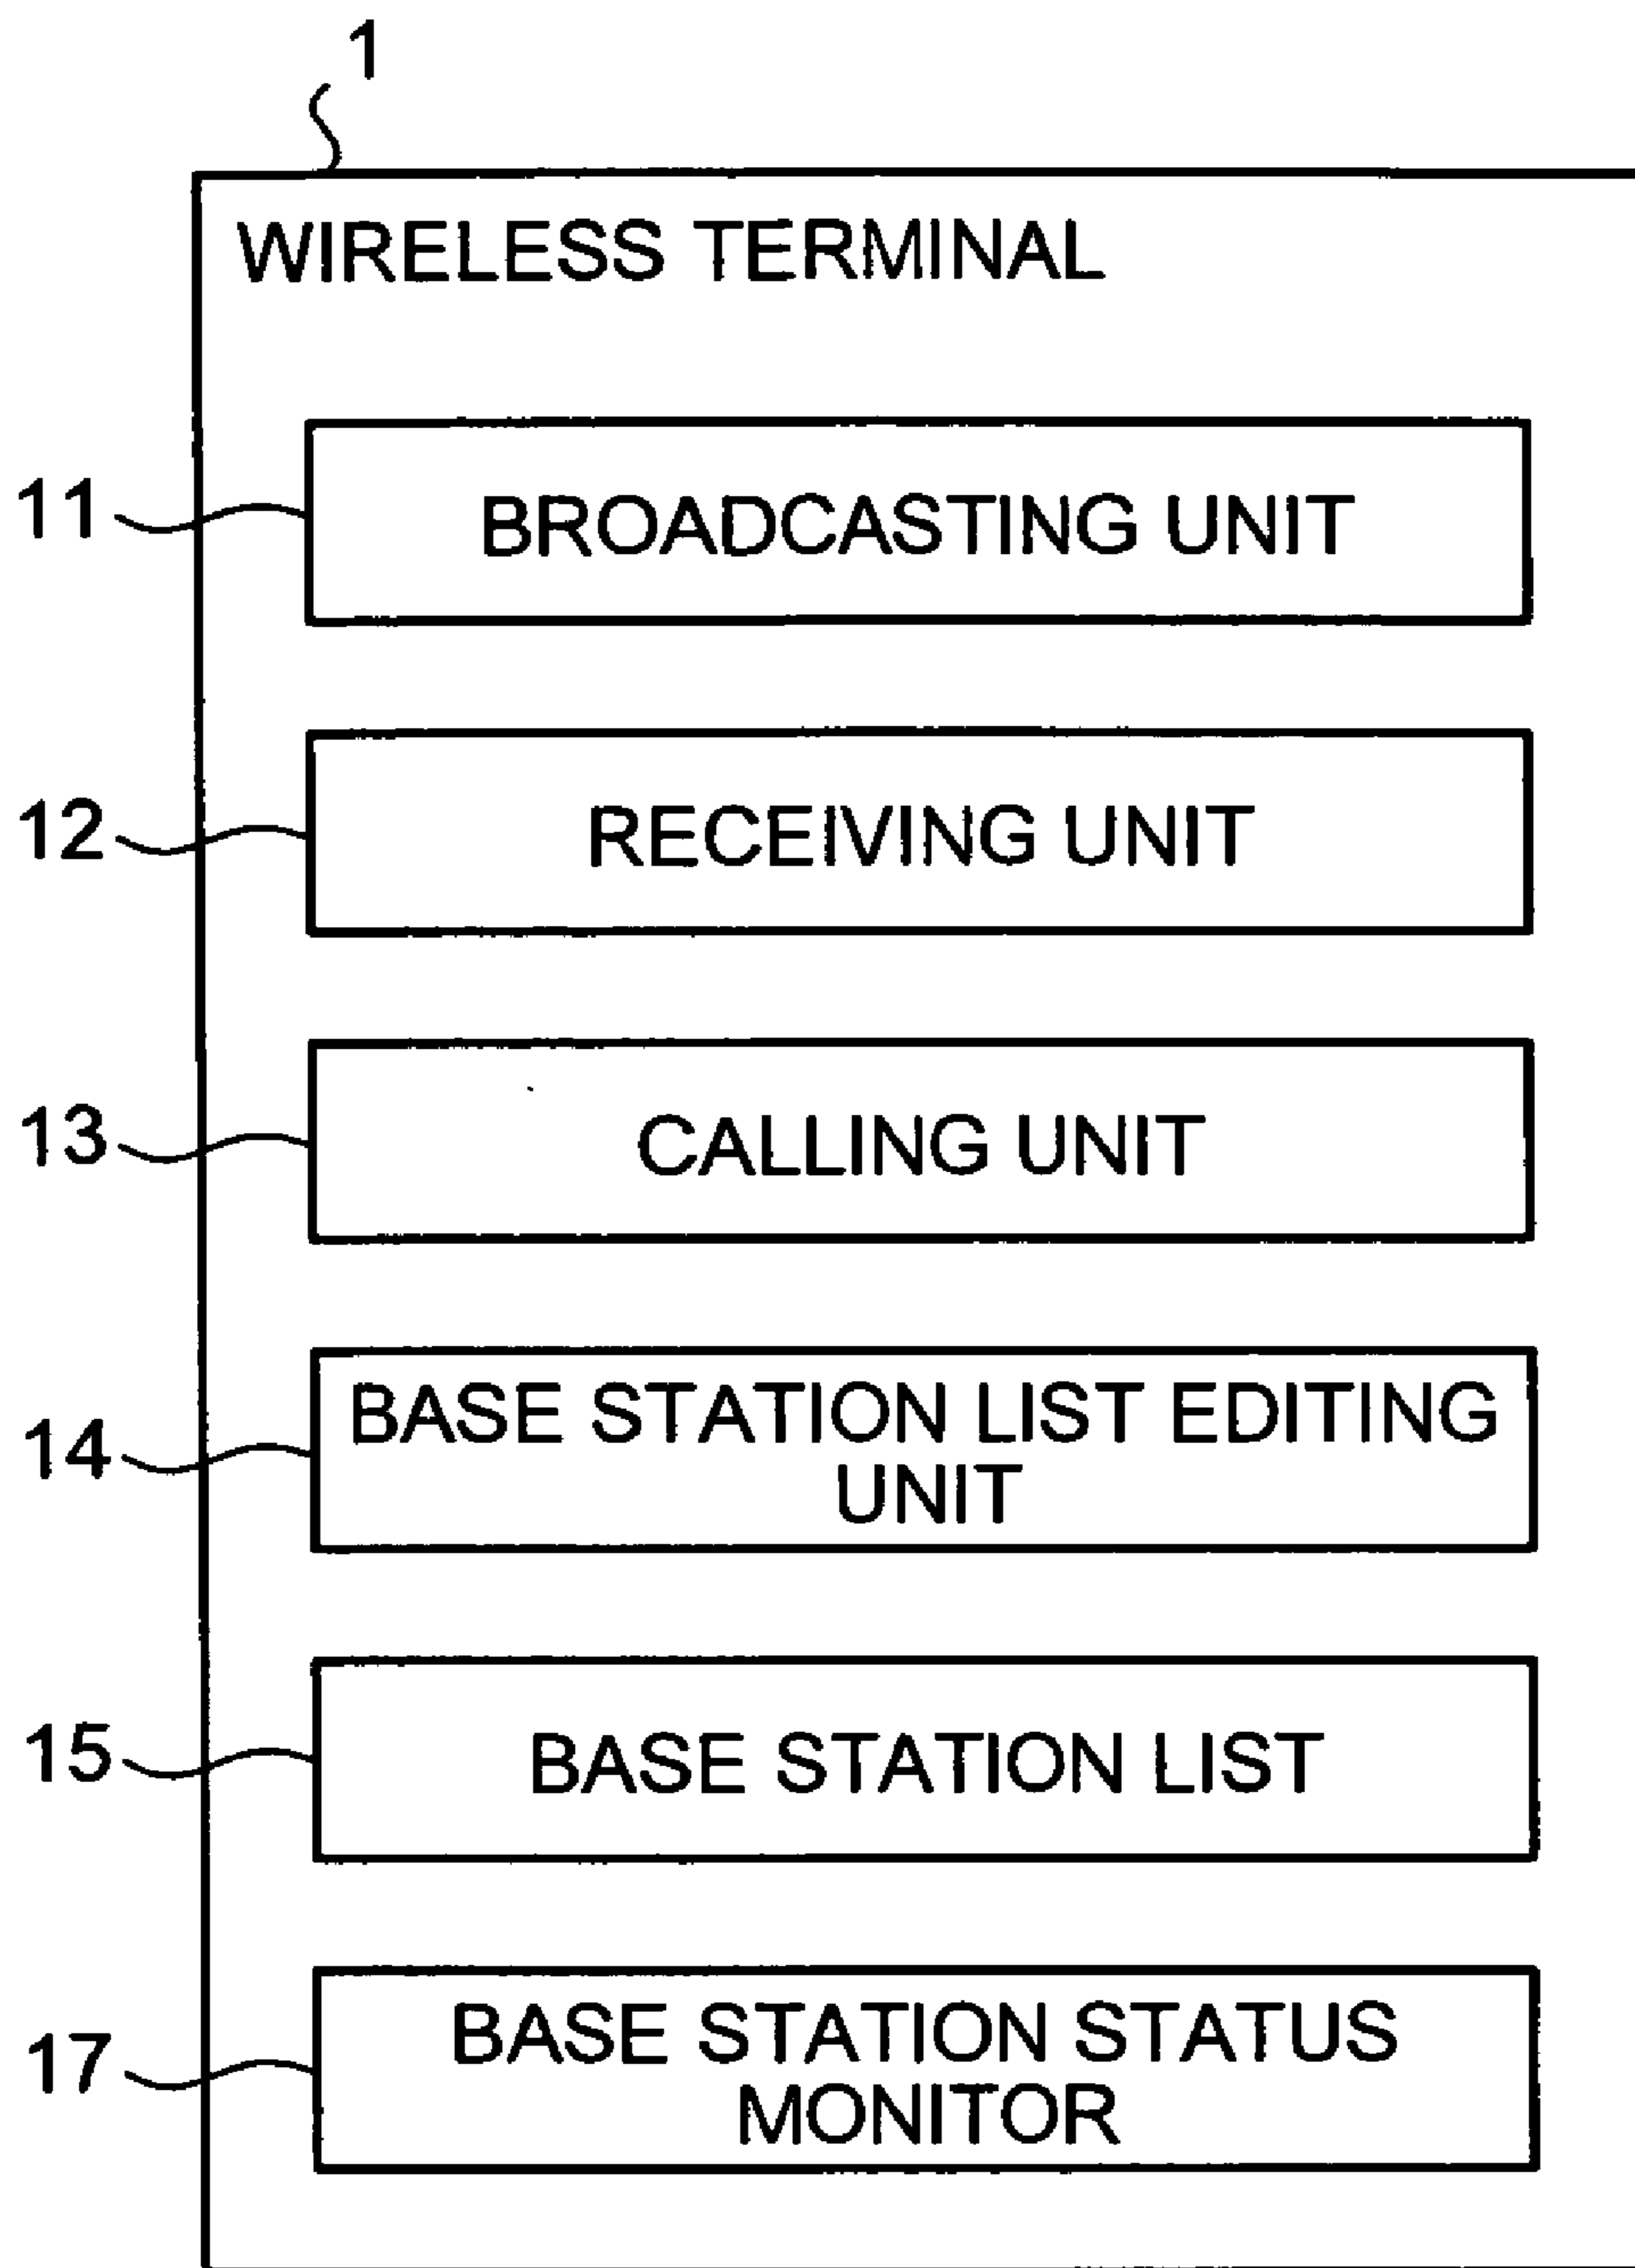 1
WIRELESS TERMINAL
11
BROADCASTING UNIT
12
RECEIVING UNIT
13
CALLING UNIT
14
BASE STATION LIST EDITING
UNIT
15
BASE STATION LIST
17
BASE STATION STATUS
MONITOR